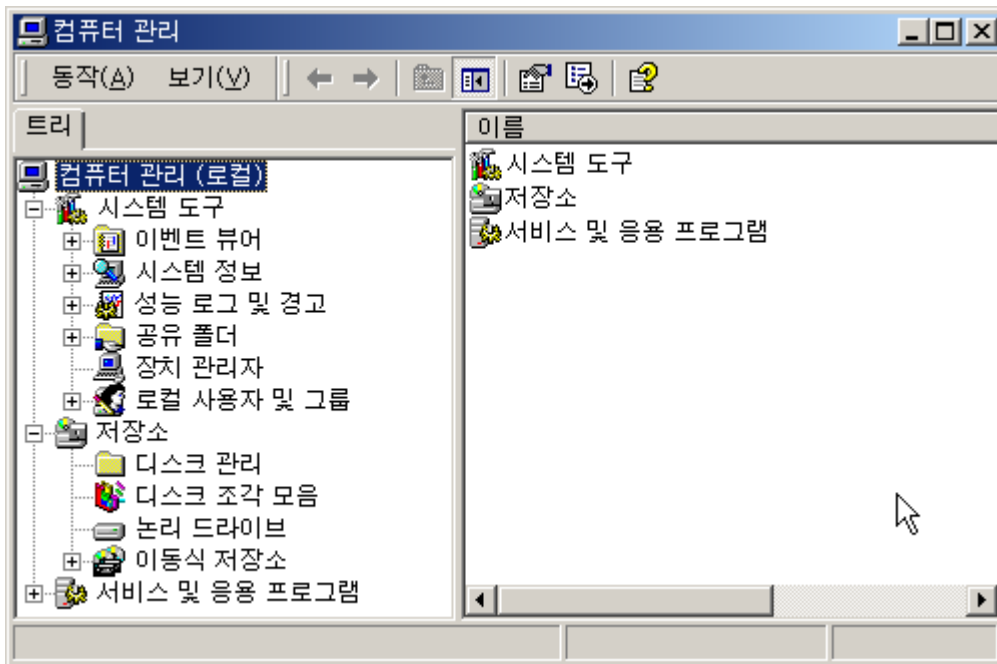 컴퓨터 관리
동작(A) 보기(V)
트리
컴퓨터 관리 (로컬)
시스템 도구
이벤트 뷰어
시스템 정보
성능 로그 및 경고
공유 폴더
장치 관리자
로컬 사용자 및 그룹
저장소
디스크 관리
디스크 조각 모음
논리 드라이브
이동식 저장소
서비스 및 응용 프로그램
이름
시스템 도구
저장소
서비스 및 응용 프로그램